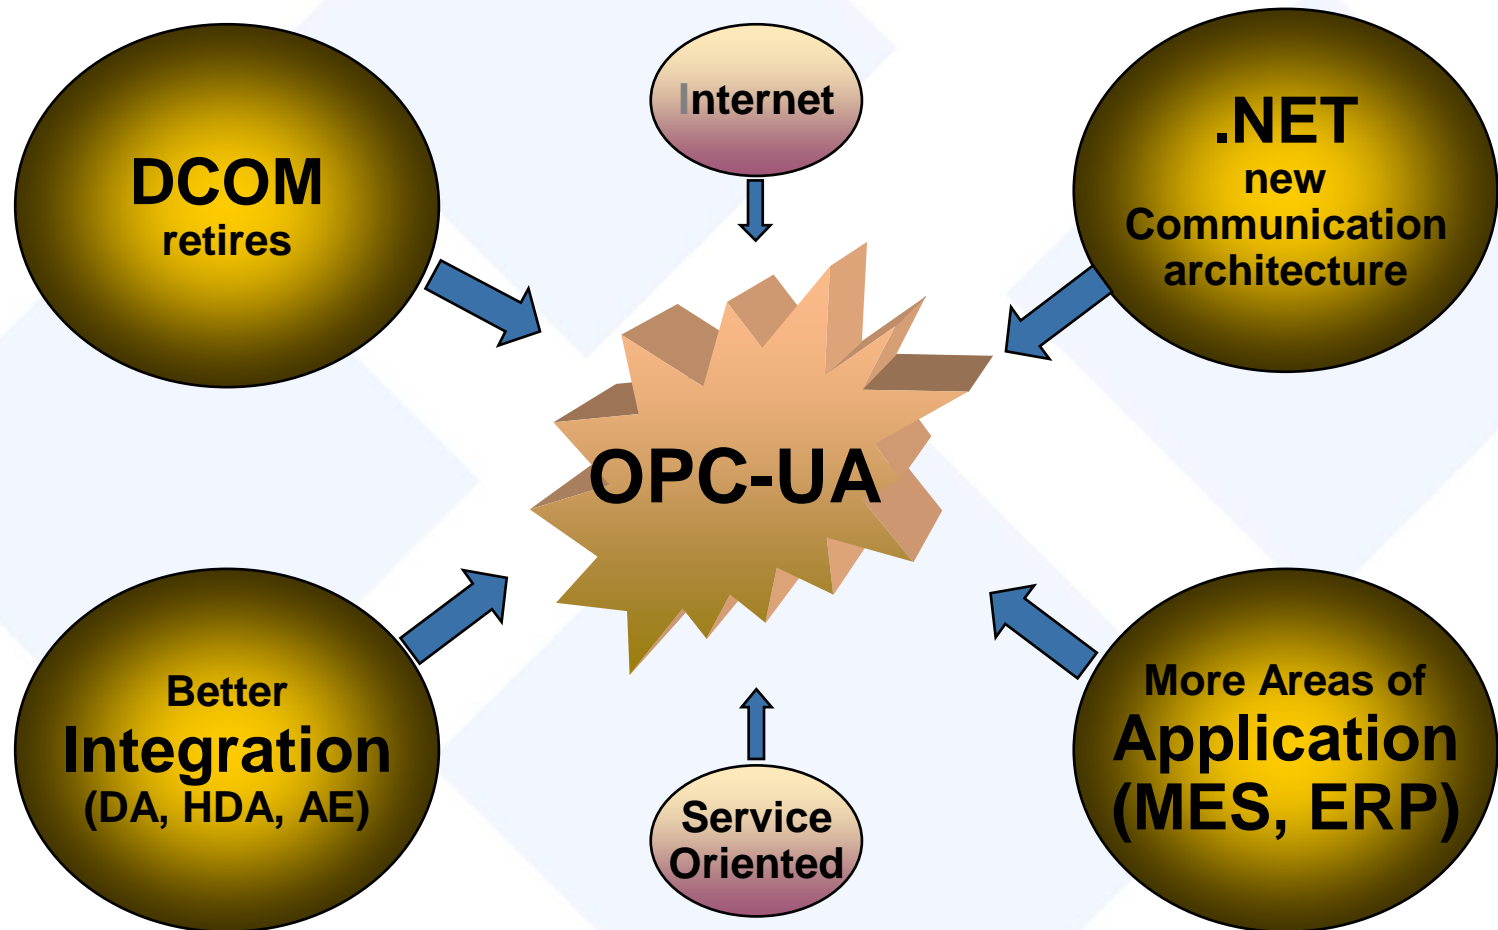 DCOM
retires
Internet
.NET
new
Communication
architecture
OPC-UA
Better
Integration
(DA, HDA, AE)
Service
Oriented
More Areas of
Application
(MES, ERP)